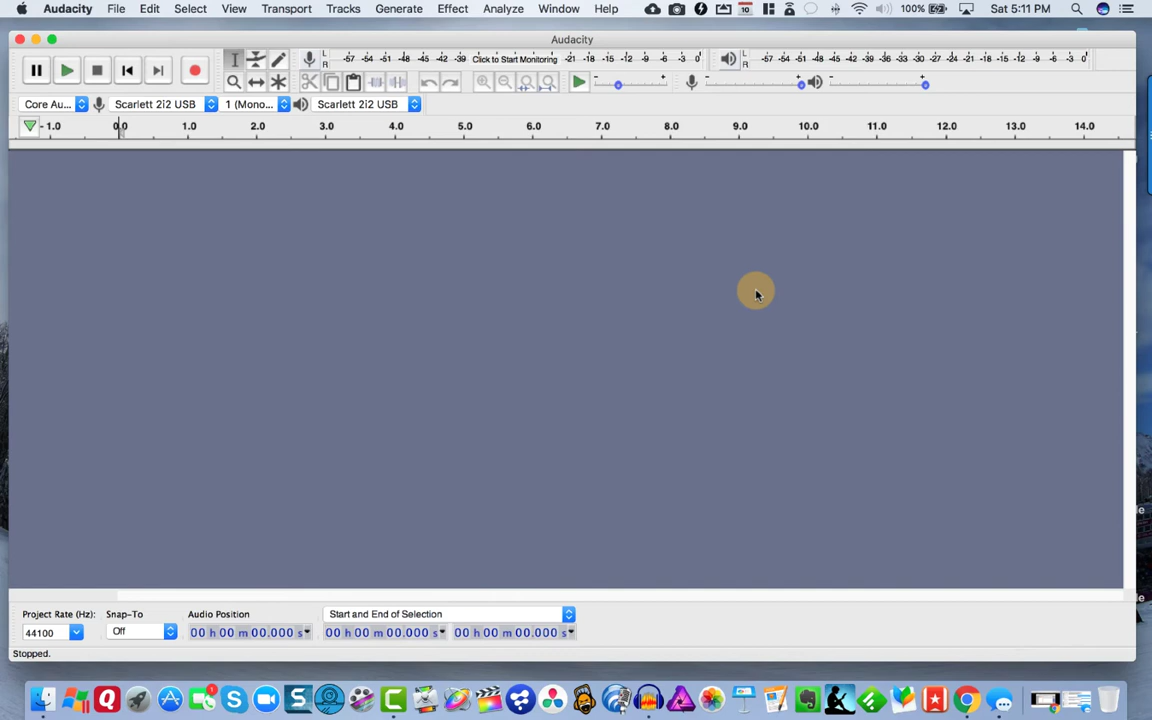 Audacity File Edit Select View Transport Tracks Generate Effect Analyze Window Help 10 100% Sat 5:11 PM
Audacity
L R -57 -54 -51 -48 -45 -42 -39 Click to Start Monitoring -21 -18 -15 -12 -9 -6 -3 0 L R -57 -54 -51 -48 -45 -42 -39 -36 -33 -30 -27 -24 -21 -18 -15 -12 -9 -6 -3 0
- + - + - +
Core Au... Scarlett 2i2 USB 1 (Mono... Scarlett 2i2 USB
- 1.0 0.0 1.0 2.0 3.0 4.0 5.0 6.0 7.0 8.0 9.0 10.0 11.0 12.0 13.0 14.0
Project Rate (Hz): Snap-To Audio Position Start and End of Selection
44100 Off 00 h 00 m 00.000 s 00 h 00 m 00.000 s 00 h 00 m 00.000 s
Stopped.